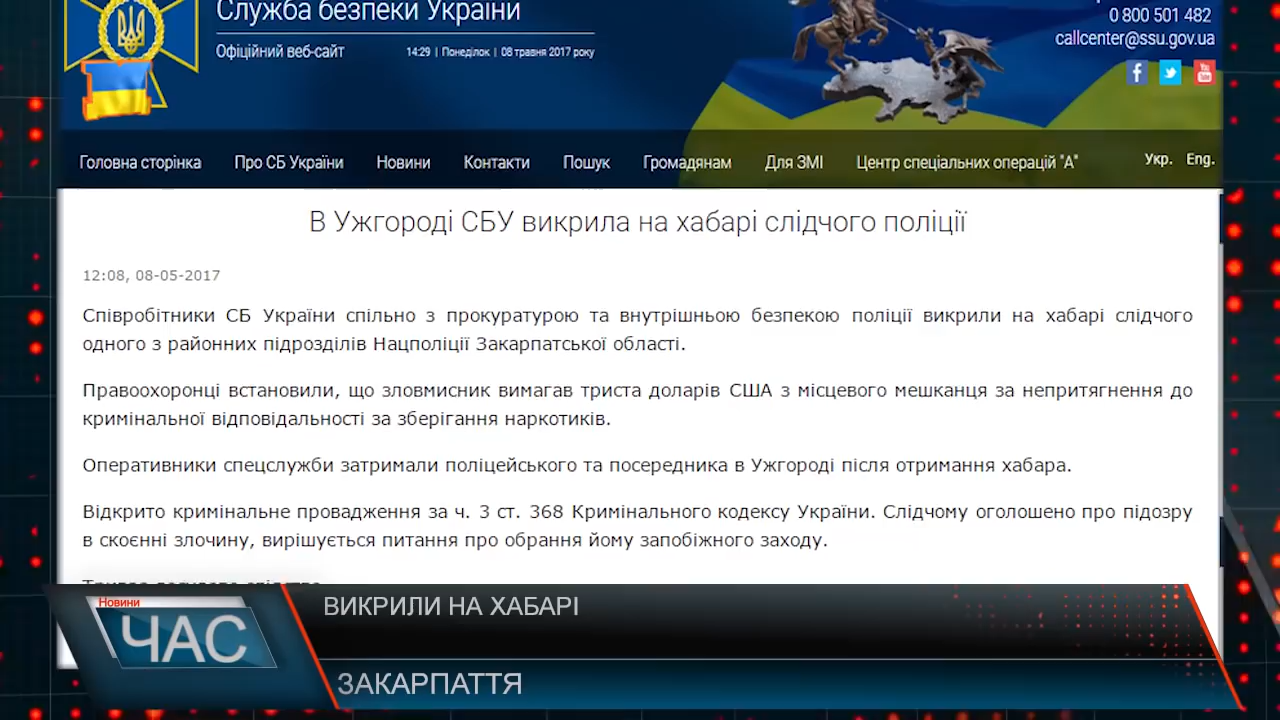 Служба безпеки України
Офіційний веб-сайт
14:29 | Понеділок | 08 травня 2017 року
0 800 501 482
callcenter@ssu.gov.ua
Головна сторінка Про СБ України Новини Контакти Пошук Громадянам Для ЗМІ Центр спеціальних операцій "А" Укр. Eng.
В Ужгороді СБУ викрила на хабарі слідчого поліції
12:08, 08-05-2017
Співробітники СБ України спільно з прокуратурою та внутрішньою безпекою поліції викрили на хабарі слідчого
одного з районних підрозділів Нацполіції Закарпатської області.
Правоохоронці встановили, що зловмисник вимагав триста доларів США з місцевого мешканця за непритягнення до
кримінальної відповідальності за зберігання наркотиків.
Оперативники спецслужби затримали поліцейського та посередника в Ужгороді після отримання хабара.
Відкрито кримінальне провадження за ч. 3 ст. 368 Кримінального кодексу України. Слідчому оголошено про підозру
в скоєнні злочину, вирішується питання про обрання йому запобіжного заходу.
Новини
ЧАС
ВИКРИЛИ НА ХАБАРІ
ЗАКАРПАТТЯ